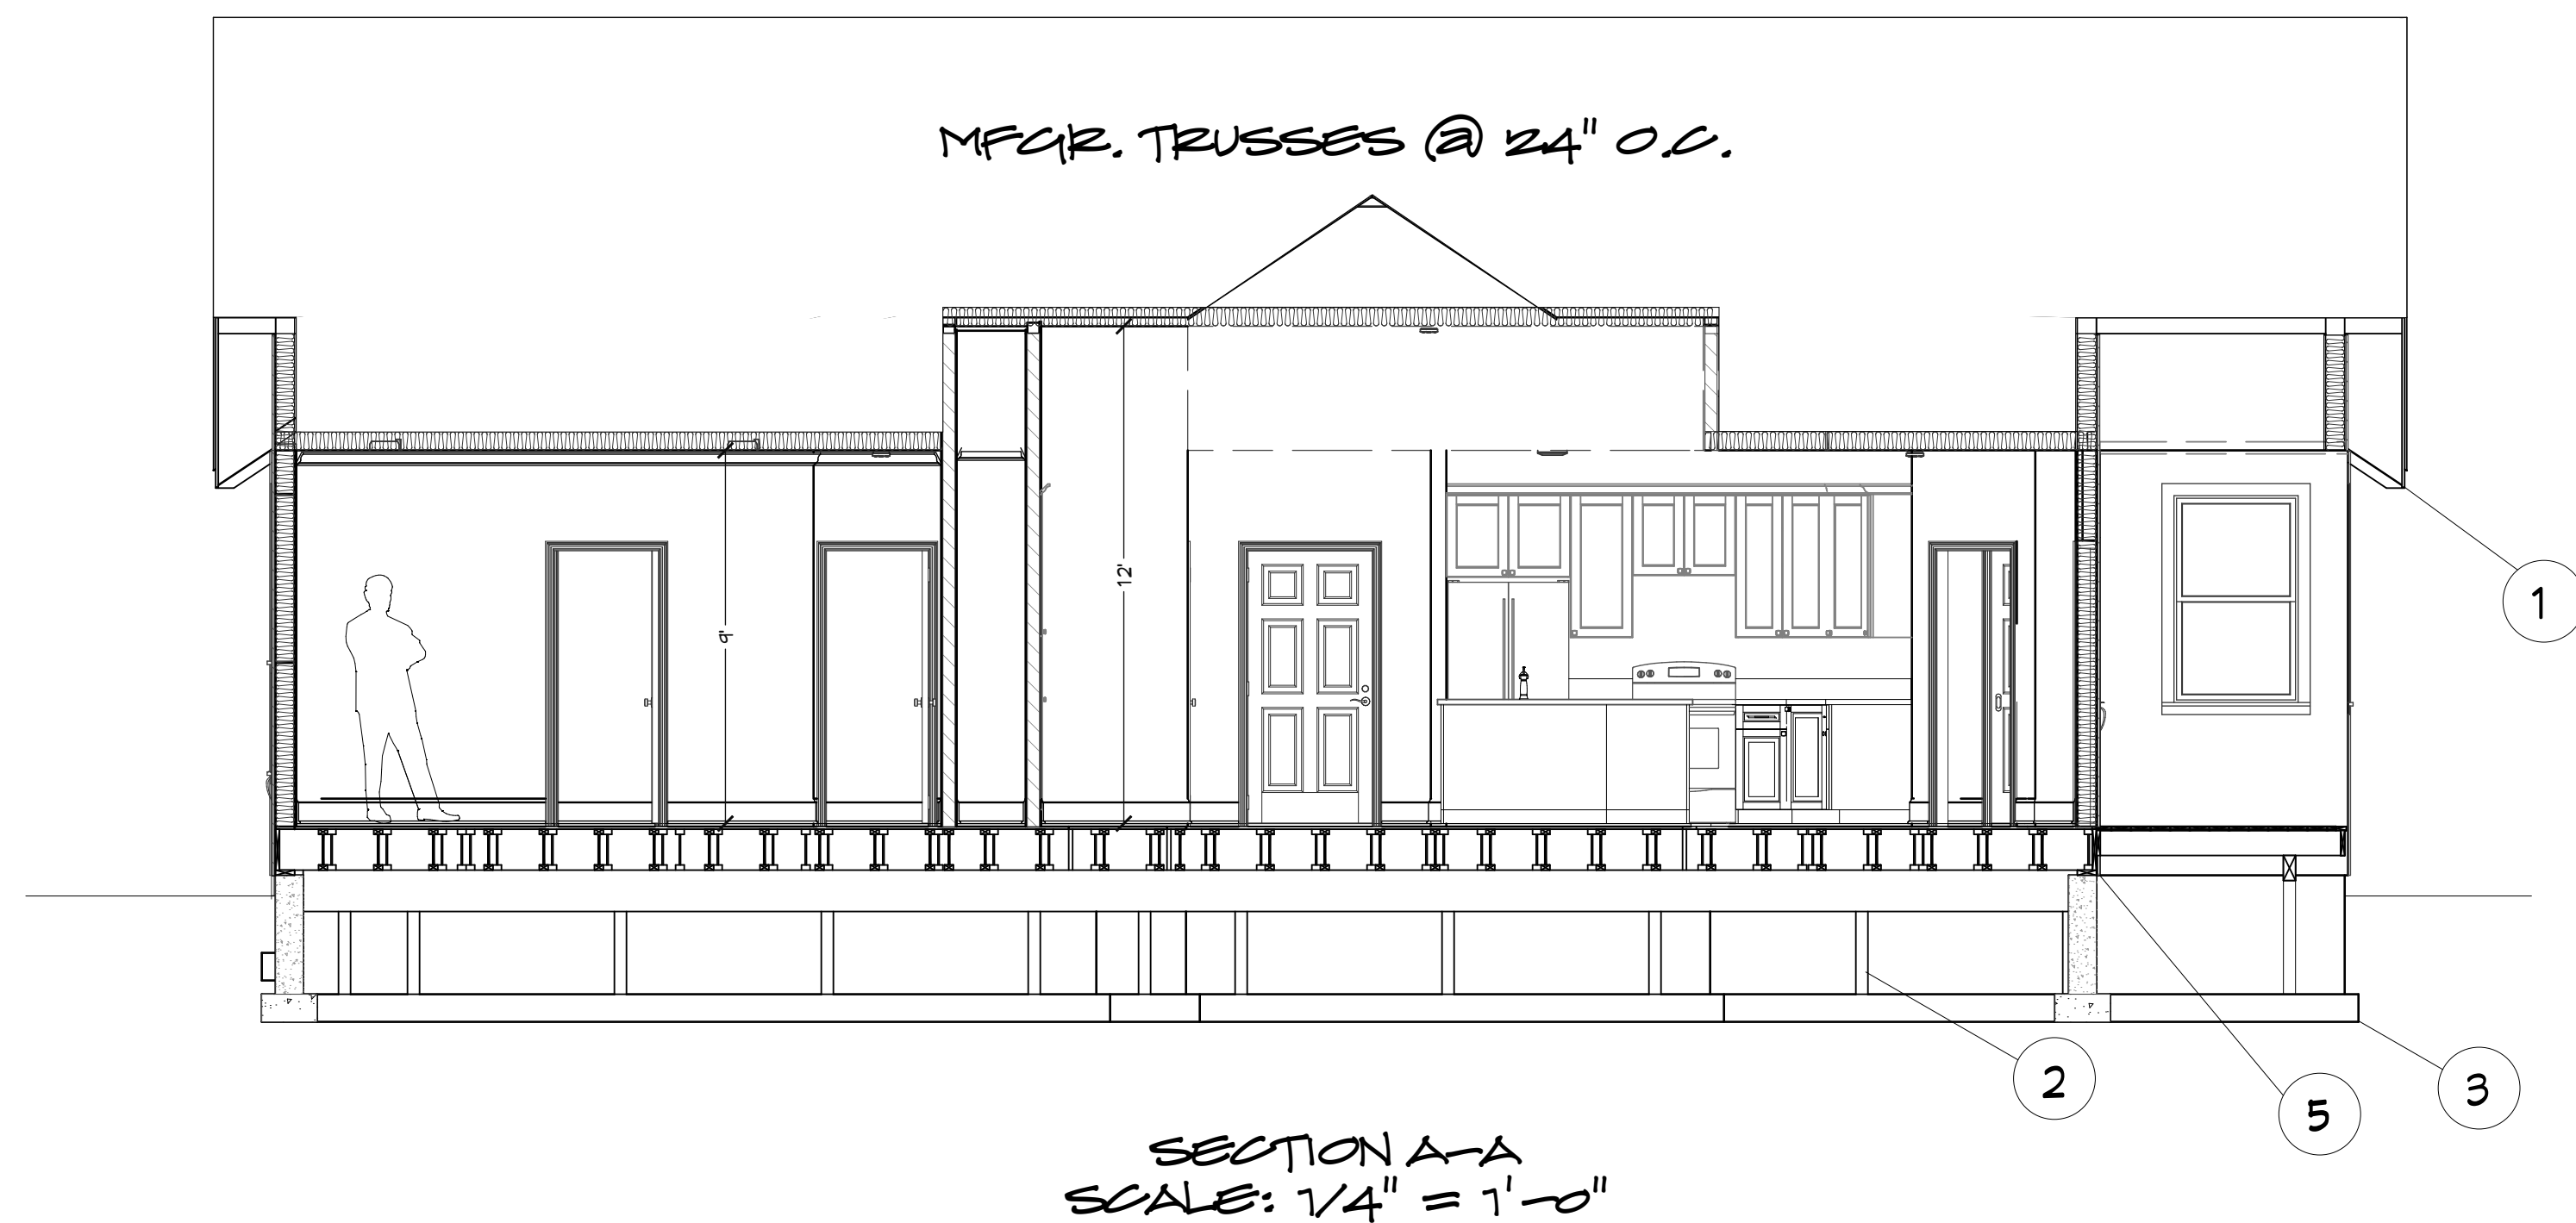 MFGR. TRUSSES @ 24" O.C.
12'
9'
1
2
3
5
SECTION A-A
SCALE: 1/4" = 1'-0"